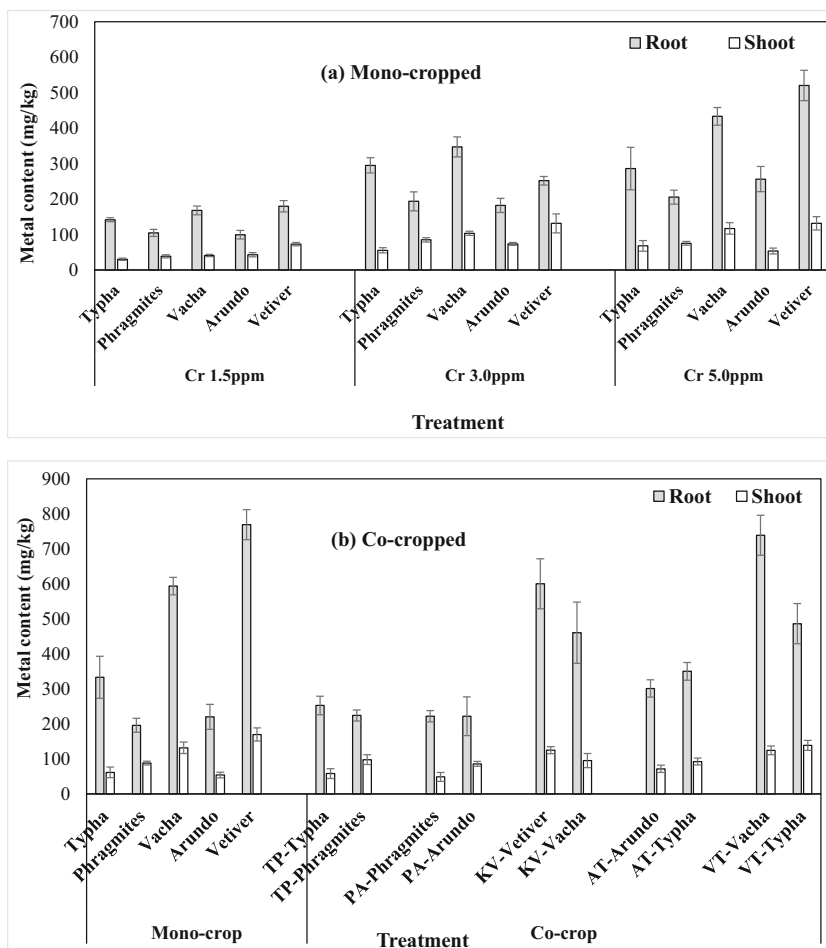 700
600
500
400
300
200
100
0
Metal content (mg/kg)
(a) Mono-cropped
Root
Shoot
Typha
Phragmites
Vacha
Arundo
Vetiver
Typha
Phragmites
Vacha
Arundo
Vetiver
Typha
Phragmites
Vacha
Arundo
Vetiver
Cr 1.5ppm
Cr 3.0ppm
Cr 5.0ppm
Treatment
900
800
700
600
500
400
300
200
100
0
Metal content (mg/kg)
(b) Co-cropped
Root
Shoot
Typha
Phragmites
Vacha
Arundo
Vetiver
TP-Typha
TP-Phragmites
PA-Phragmites
PA-Arundo
KV-Vetiver
KV-Vacha
AT-Arundo
AT-Typha
VT-Vacha
VT-Typha
Mono-crop
Co-crop
Treatment